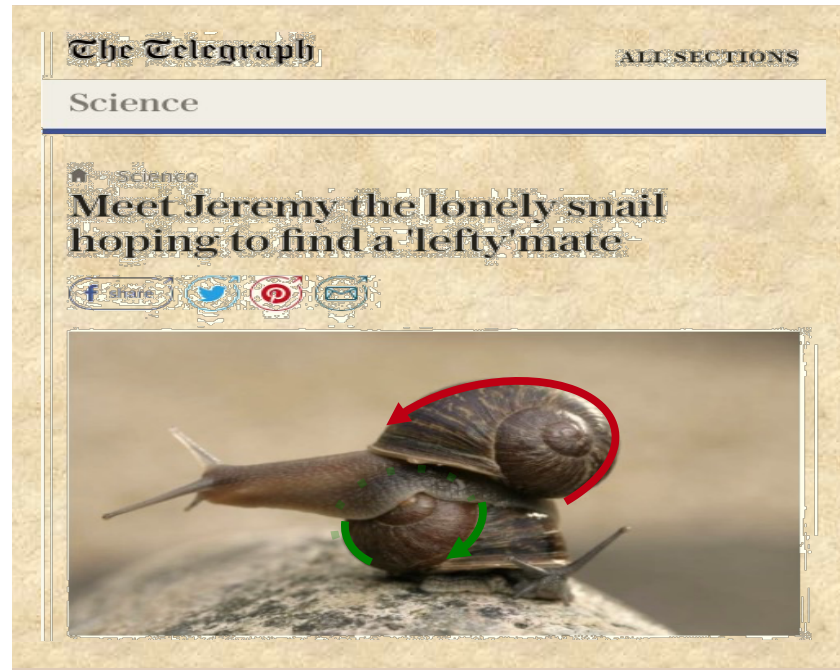 The Telegraph
ALL SECTIONS
Science
Science
Meet Jeremy the lonely snail
hoping to find a 'lefty'mate
f share